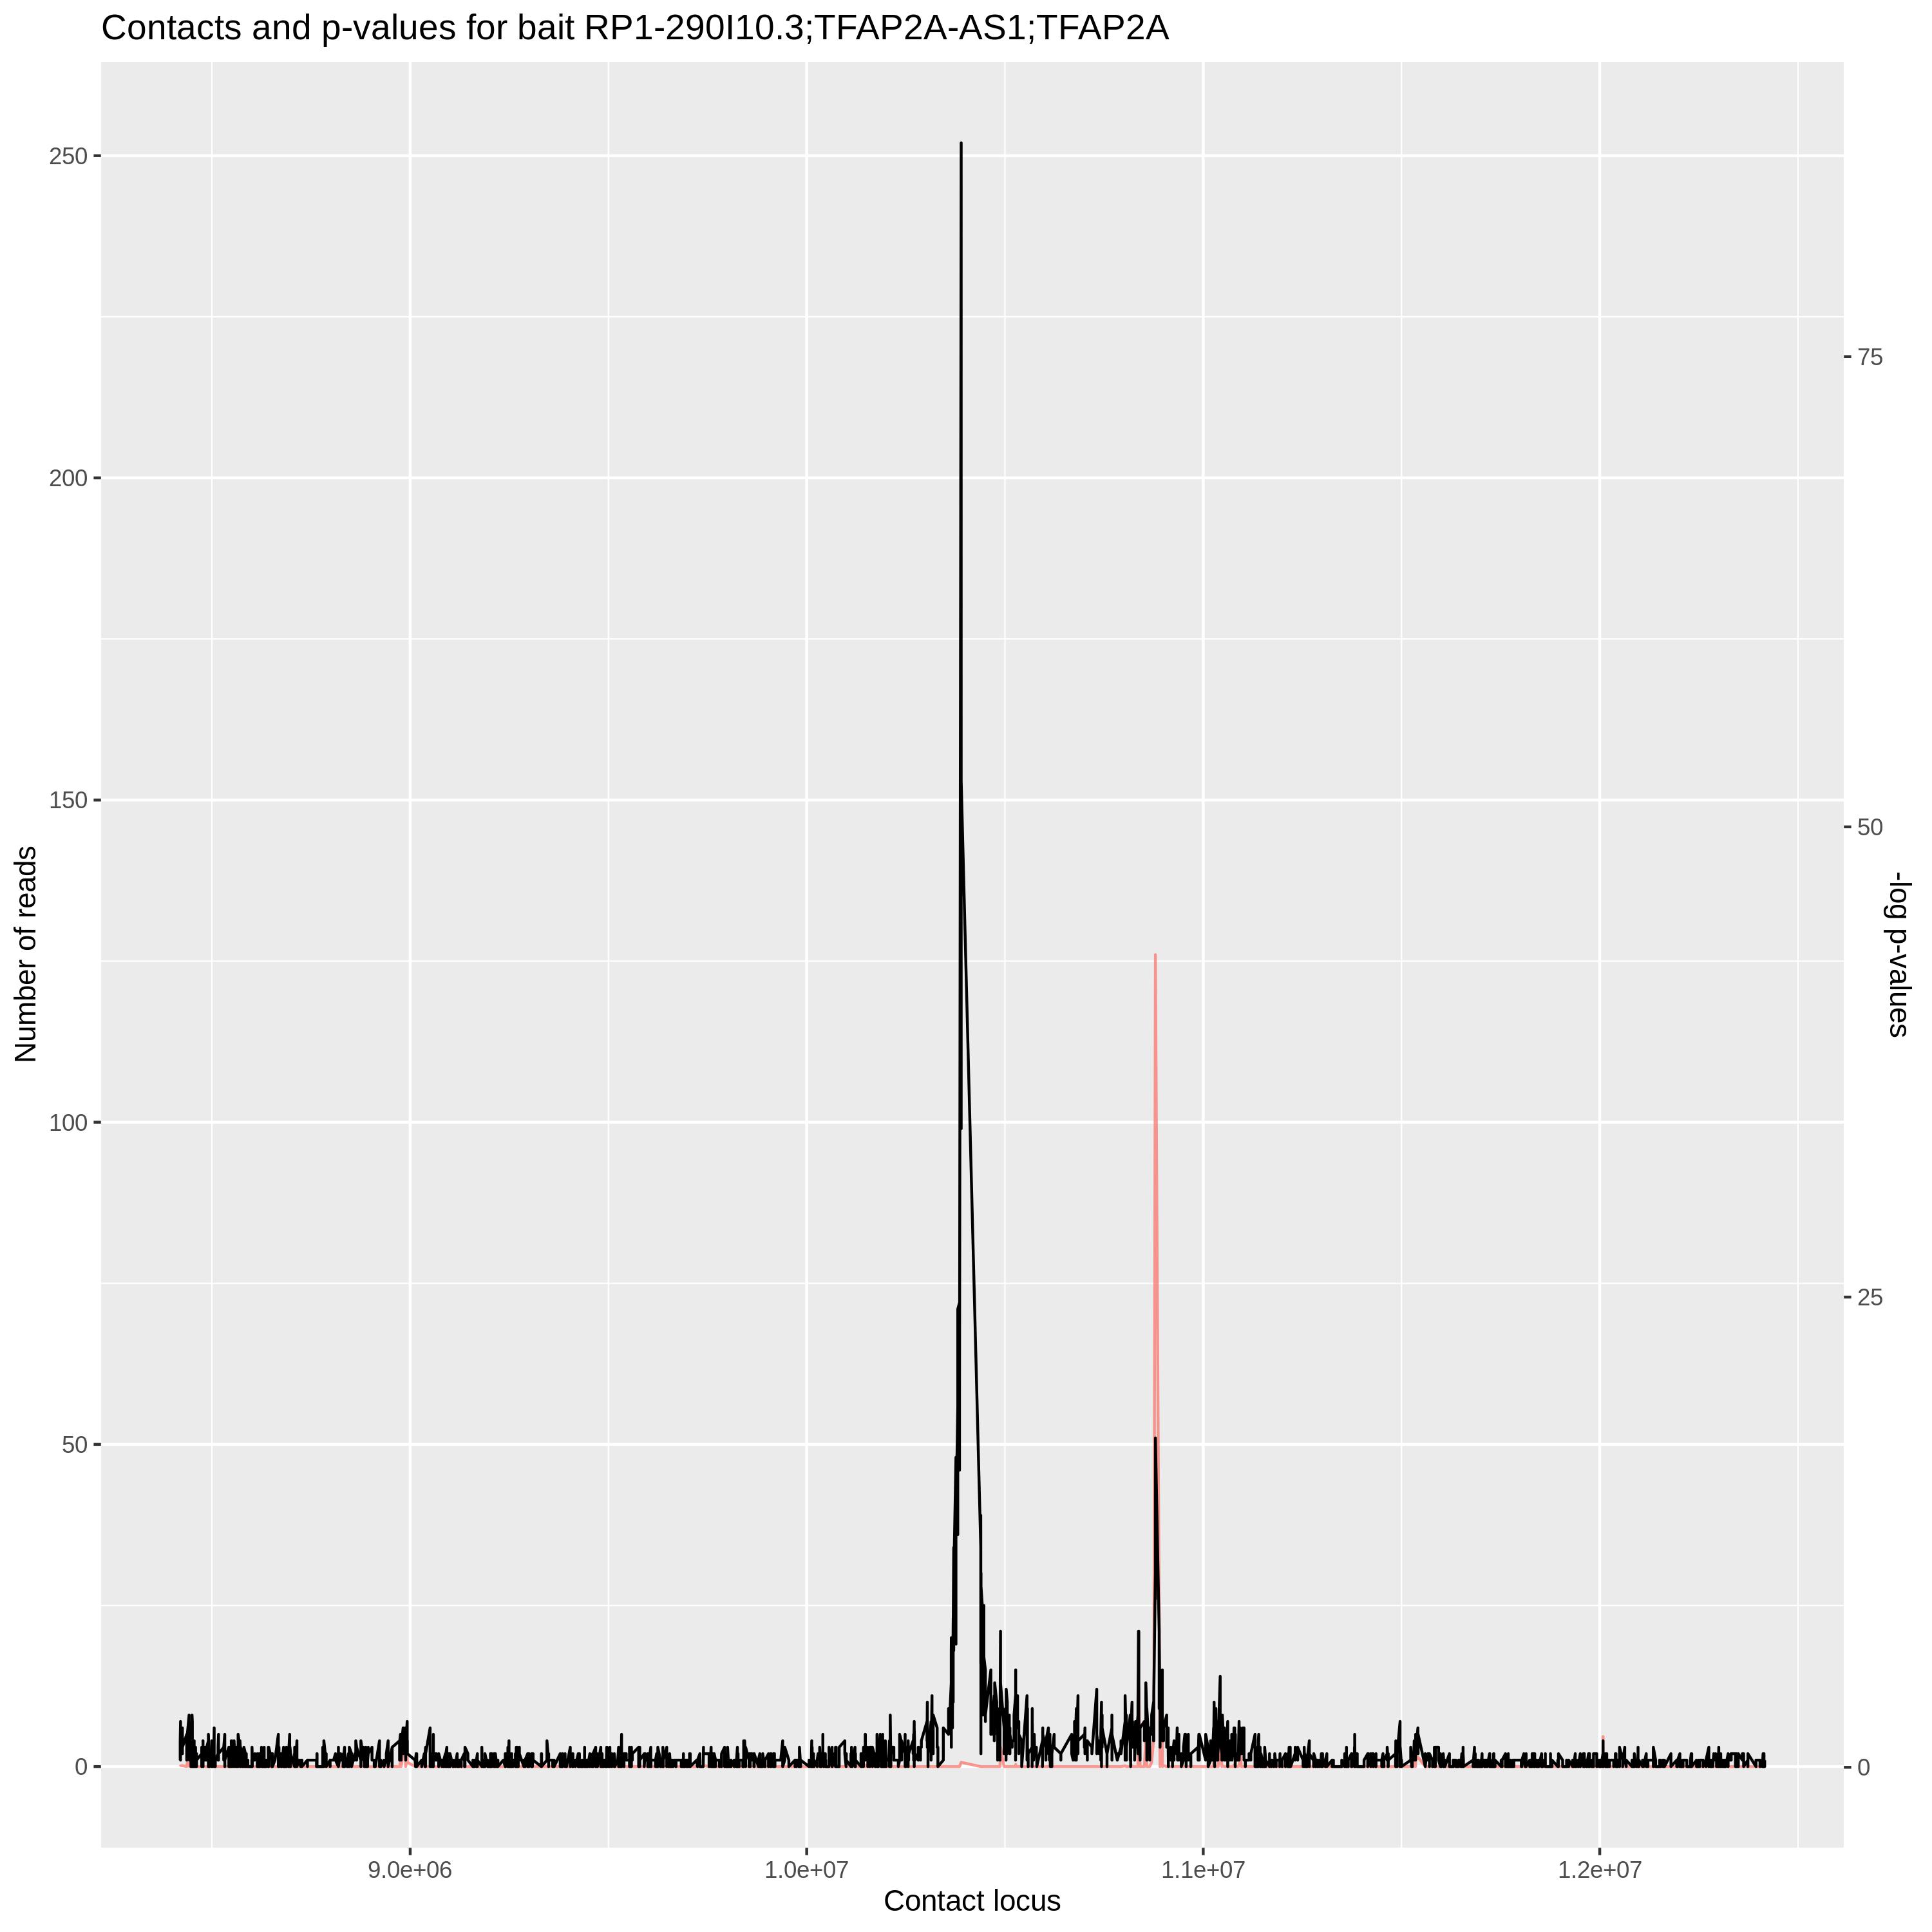 Contacts and p-values for bait RP1-290I10.3;TFAP2A-AS1;TFAP2A
250
200
150
100
50
0
Number of reads
75
50
25
0
-log p-values
9.0e+06
1.0e+07
1.1e+07
1.2e+07
Contact locus